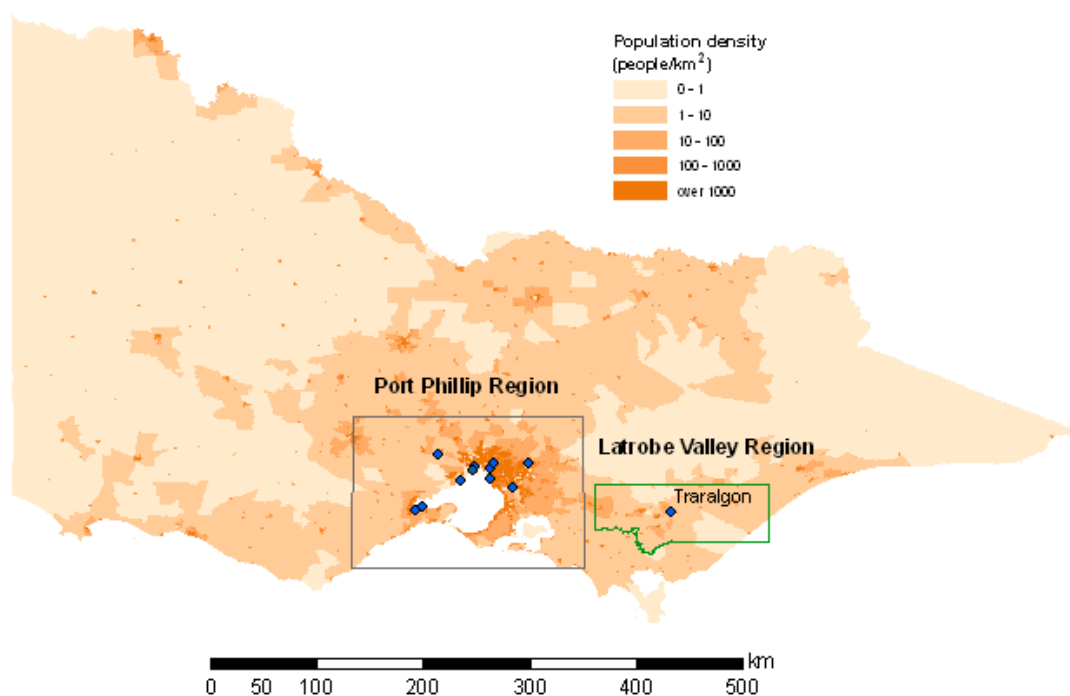 Population density
(people/km²)
0 - 1
1 - 10
10 - 100
100 - 1000
over 1000
Port Phillip Region
Latrobe Valley Region
Traralgon
km
0 50 100 200 300 400 500